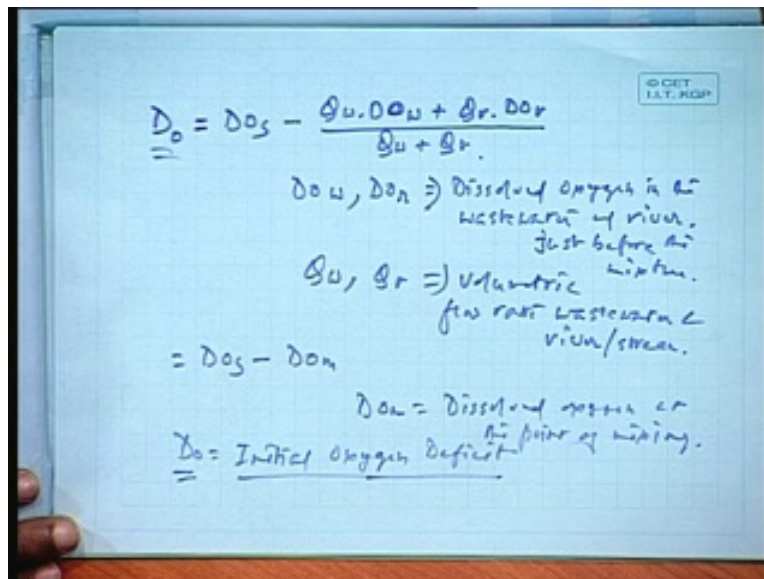 © CET
I.I.T. KGP
D₀ = DOs − (Qw.DOw + Qr.DOr) / (Qw + Qr).
DOw, DOr ⇒ Dissolved oxygen in the
wastewater & river.
just before the
mixture.
Qw, Qr ⇒ Volumetric
flow rate wastewater &
river/stream.
= DOs − DOm
DOm = Dissolved oxygen at
the point of mixing.
D₀ = Initial Oxygen Deficit